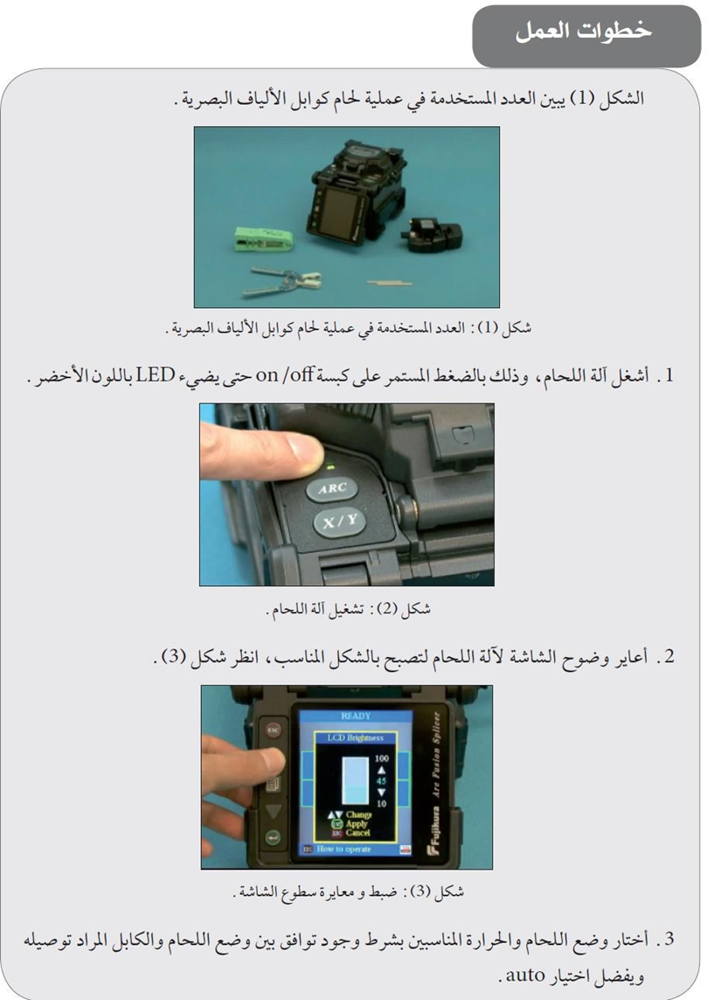 خطوات العمل
الشكل (1) يبين العدد المستخدمة في عملية لحام كوابل الألياف البصرية .
شكل (1) : العدد المستخدمة في عملية لحام كوابل الألياف البصرية .
1 . أشغل آلة اللحام، وذلك بالضغط المستمر على كبسة on /off حتى يضيء LED باللون الأخضر .
ARC
X / Y
شكل (2) : تشغيل آلة اللحام .
2 . أعاير وضوح الشاشة لآلة اللحام لتصبح بالشكل المناسب، انظر شكل (3) .
READY
ESC
LCD Brightness
100
45
10
Change
Apply
ESC Cancel
ESC How to operate
Fujikura Arc Fusion Splicer
شكل (3) : ضبط و معايرة سطوع الشاشة .
3 . أختار وضع اللحام والحرارة المناسبين بشرط وجود توافق بين وضع اللحام والكابل المراد توصيله
ويفضل اختيار auto .